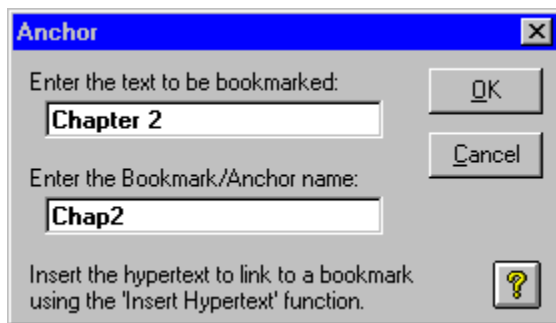 Anchor
Enter the text to be bookmarked:
Chapter 2
OK
Cancel
Enter the Bookmark/Anchor name:
Chap2
Insert the hypertext to link to a bookmark
using the 'Insert Hypertext' function.
?